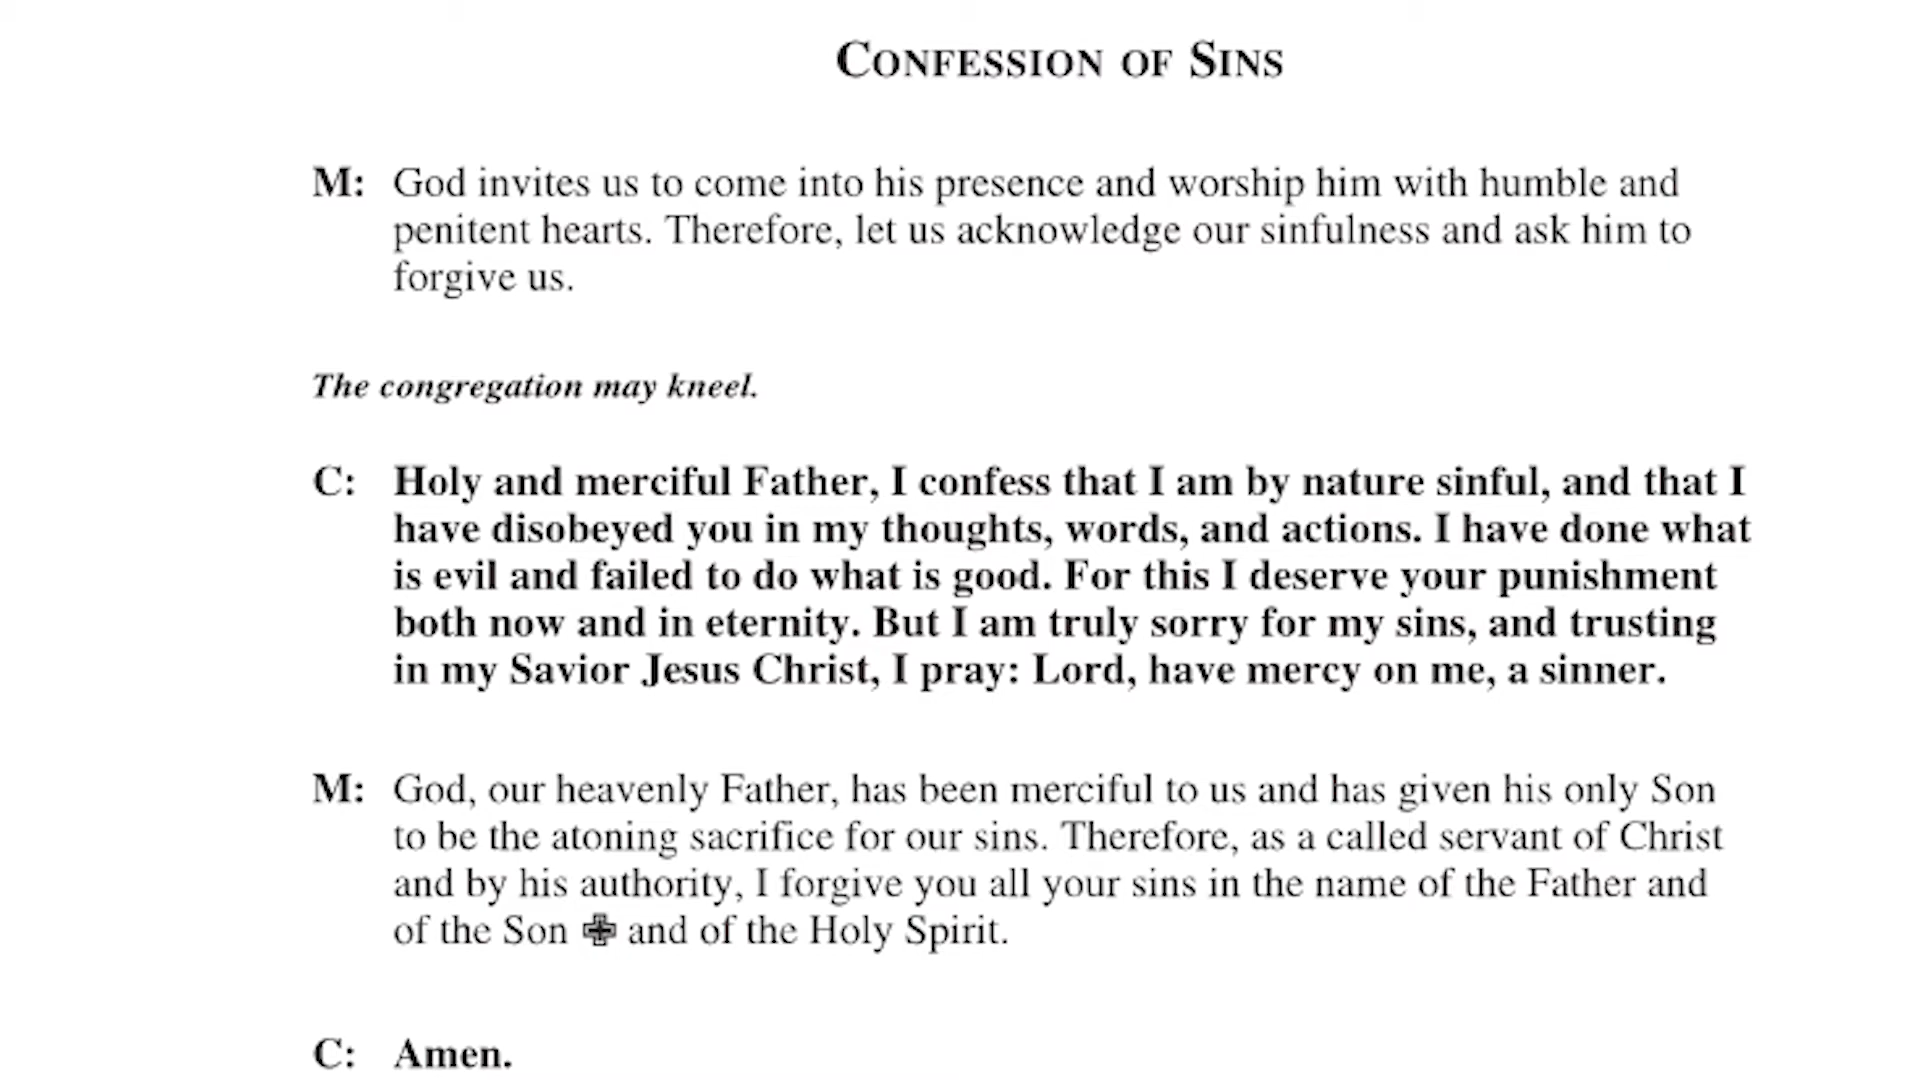 CONFESSION OF SINS
M: God invites us to come into his presence and worship him with humble and
penitent hearts. Therefore, let us acknowledge our sinfulness and ask him to
forgive us.
The congregation may kneel.
C: Holy and merciful Father, I confess that I am by nature sinful, and that I
have disobeyed you in my thoughts, words, and actions. I have done what
is evil and failed to do what is good. For this I deserve your punishment
both now and in eternity. But I am truly sorry for my sins, and trusting
in my Savior Jesus Christ, I pray: Lord, have mercy on me, a sinner.
M: God, our heavenly Father, has been merciful to us and has given his only Son
to be the atoning sacrifice for our sins. Therefore, as a called servant of Christ
and by his authority, I forgive you all your sins in the name of the Father and
of the Son ✙ and of the Holy Spirit.
C: Amen.